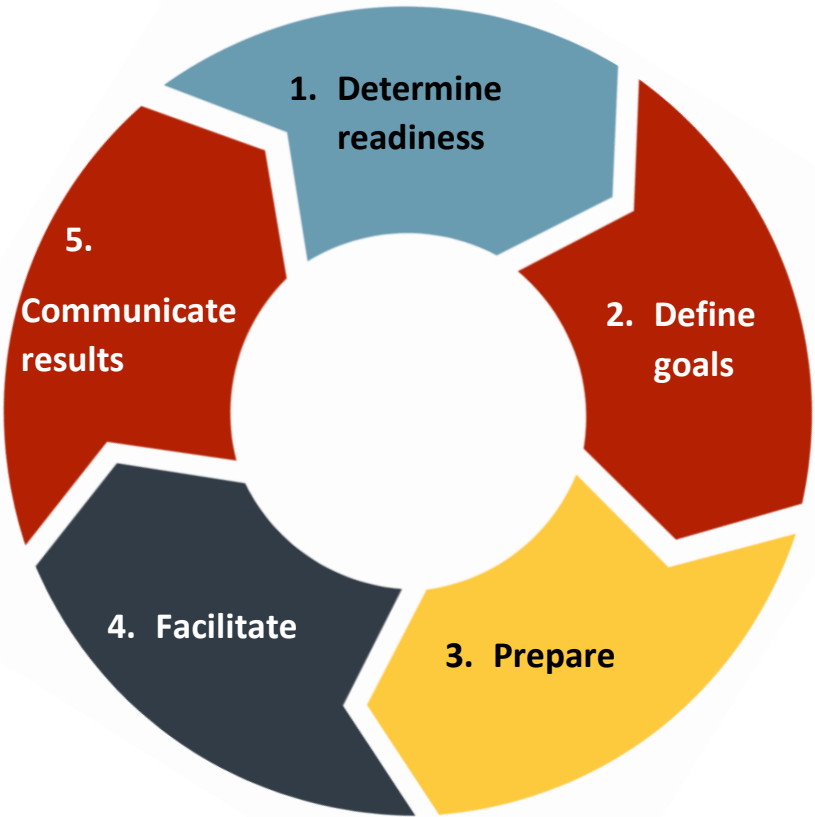 1. Determine
readiness
2. Define
goals
3. Prepare
4. Facilitate
5.
Communicate
results